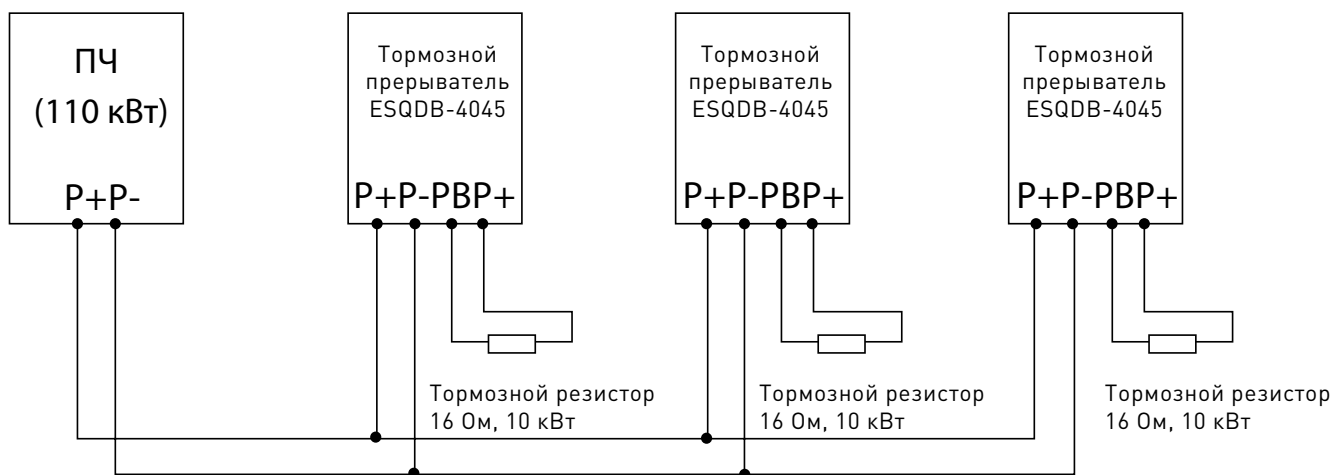 ПЧ
(110 кВт)
P+P-
Тормозной
прерыватель
ESQDB-4045
P+P-PBP+
Тормозной резистор
16 Ом, 10 кВт
Тормозной
прерыватель
ESQDB-4045
P+P-PBP+
Тормозной резистор
16 Ом, 10 кВт
Тормозной
прерыватель
ESQDB-4045
P+P-PBP+
Тормозной резистор
16 Ом, 10 кВт